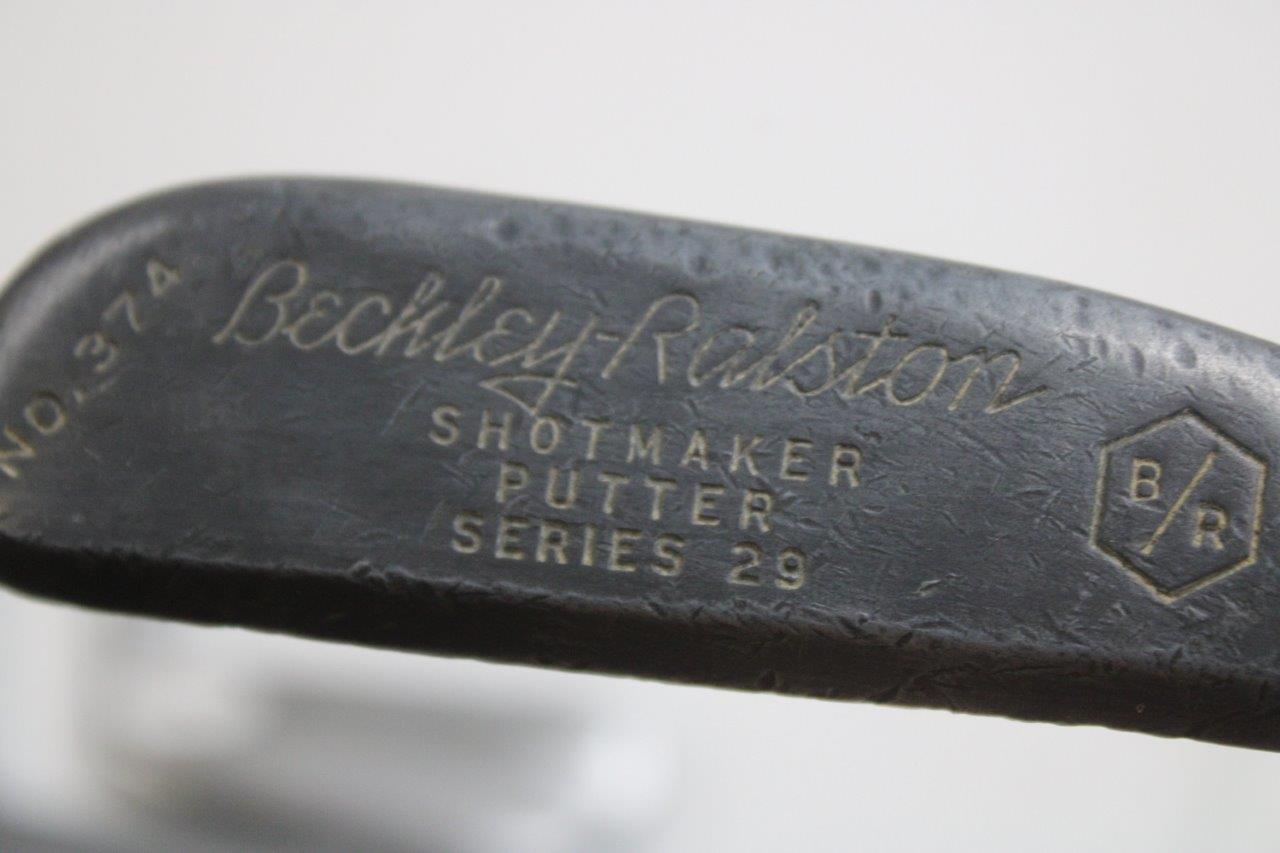 NO. 374
Beckley-Ralston
SHOTMAKER
PUTTER
SERIES 29
B/R